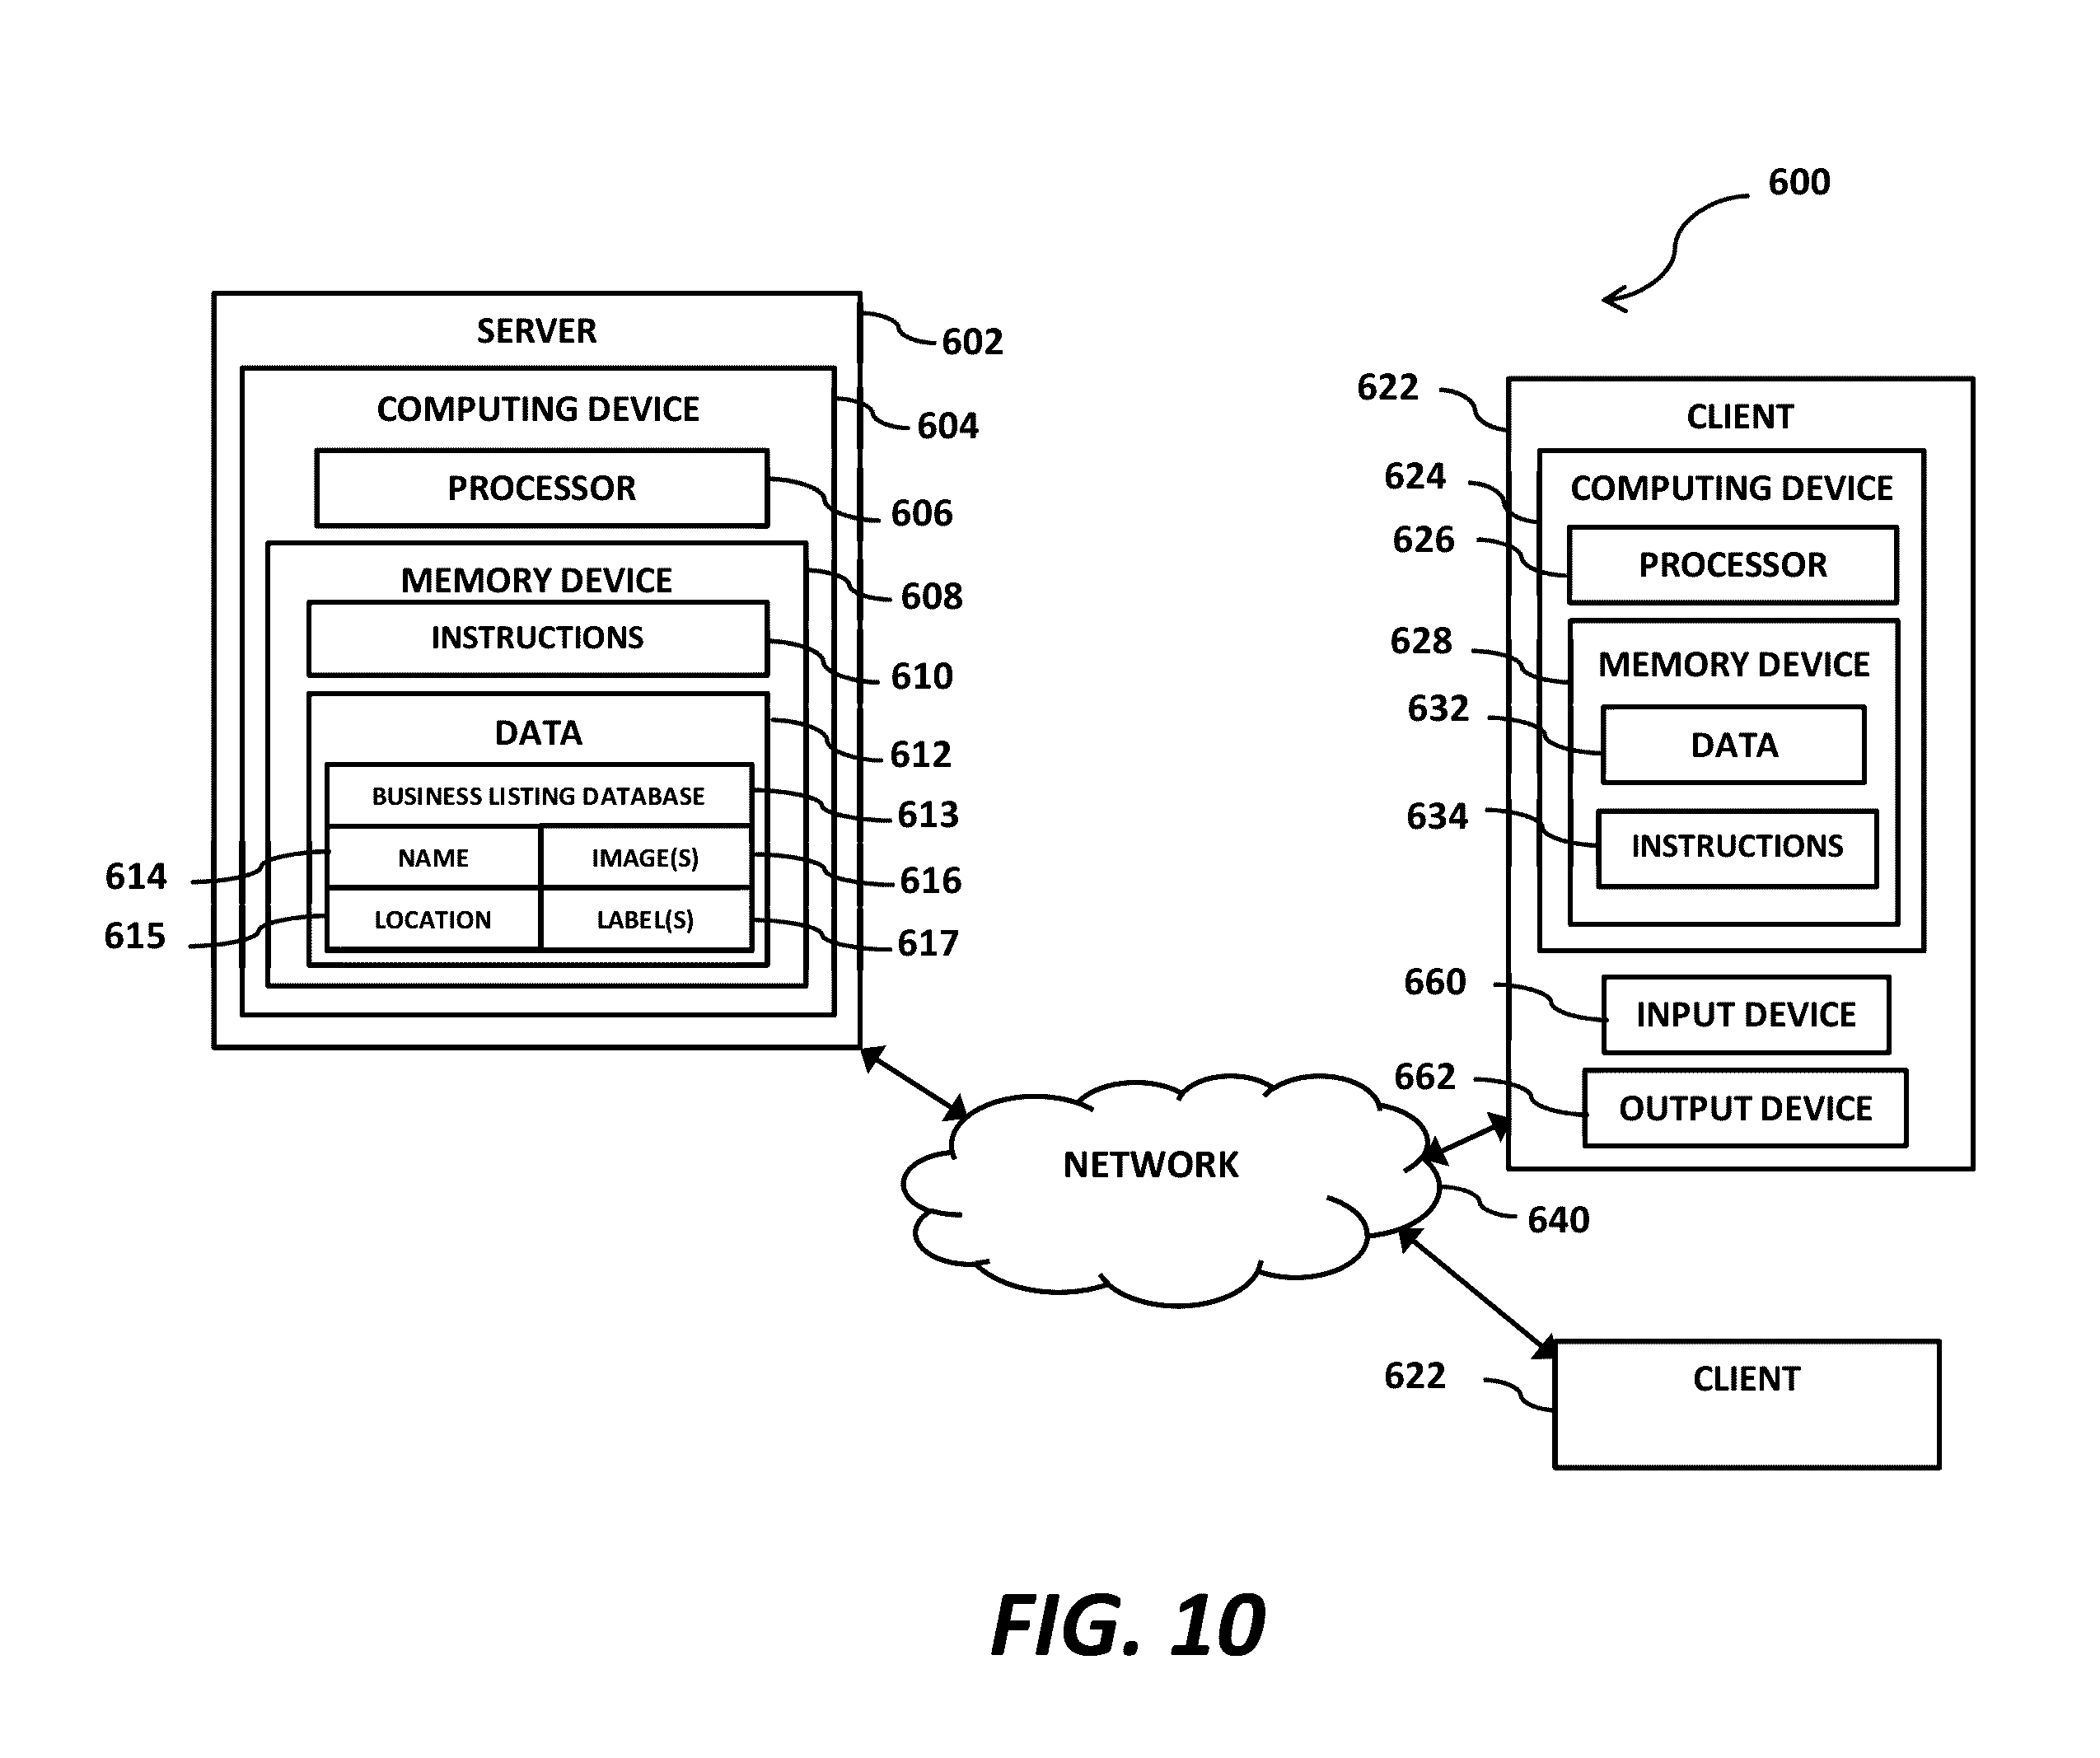 600
SERVER
602
COMPUTING DEVICE
604
PROCESSOR
606
MEMORY DEVICE
608
INSTRUCTIONS
610
DATA
612
BUSINESS LISTING DATABASE
613
614
NAME
IMAGE(S)
616
615
LOCATION
LABEL(S)
617
622
CLIENT
624
COMPUTING DEVICE
626
PROCESSOR
628
MEMORY DEVICE
632
DATA
634
INSTRUCTIONS
660
INPUT DEVICE
662
OUTPUT DEVICE
NETWORK
640
622
CLIENT
FIG. 10